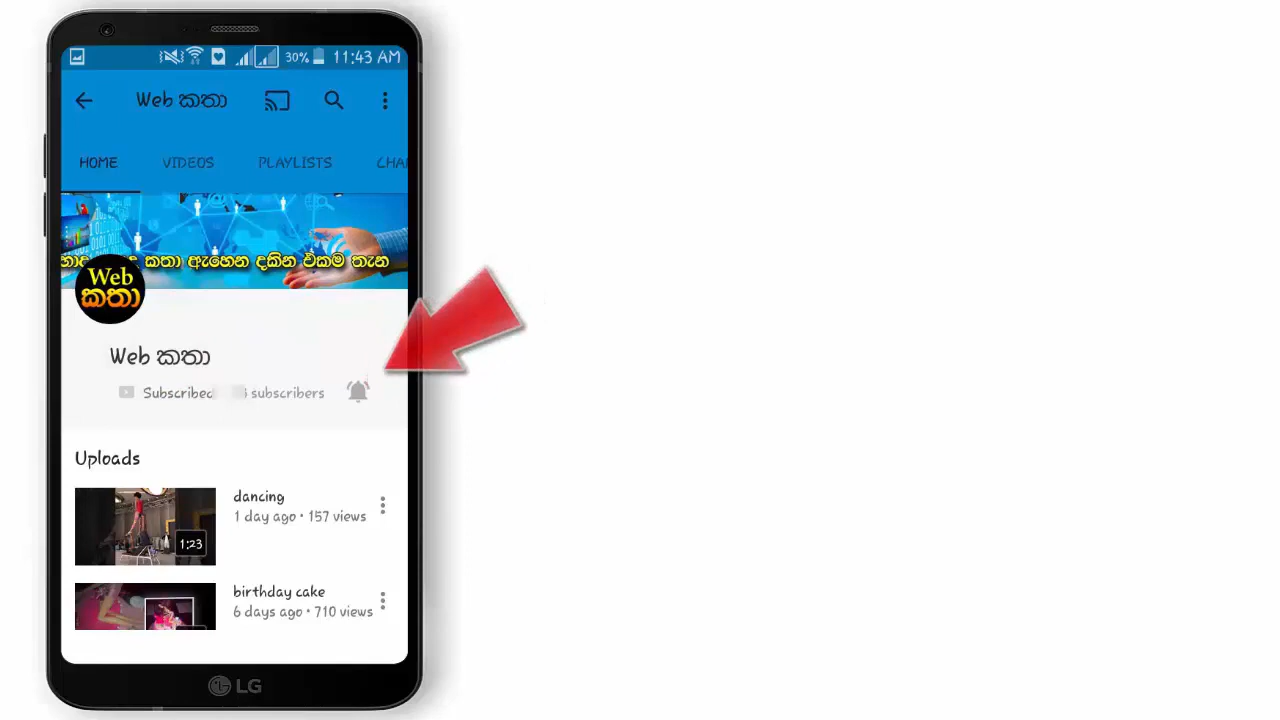 30% 11:43 AM
Web කතා
HOME VIDEOS PLAYLISTS
කතා ඇහෙන දකින එකම තැන
Web
කතා
Web කතා
Subscribed subscribers
Uploads
dancing
1 day ago • 157 views
1:23
birthday cake
6 days ago • 710 views
LG